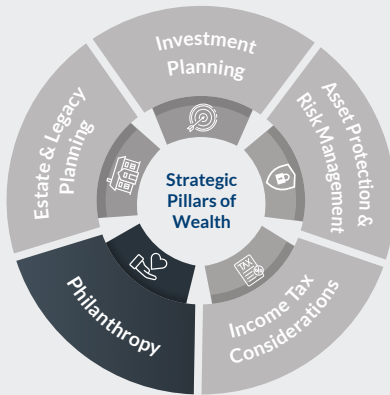 Investment
Planning
Asset Protection &
Risk Management
Income Tax
Considerations
Philanthropy
Estate & Legacy
Planning
Strategic
Pillars of
Wealth
TAX